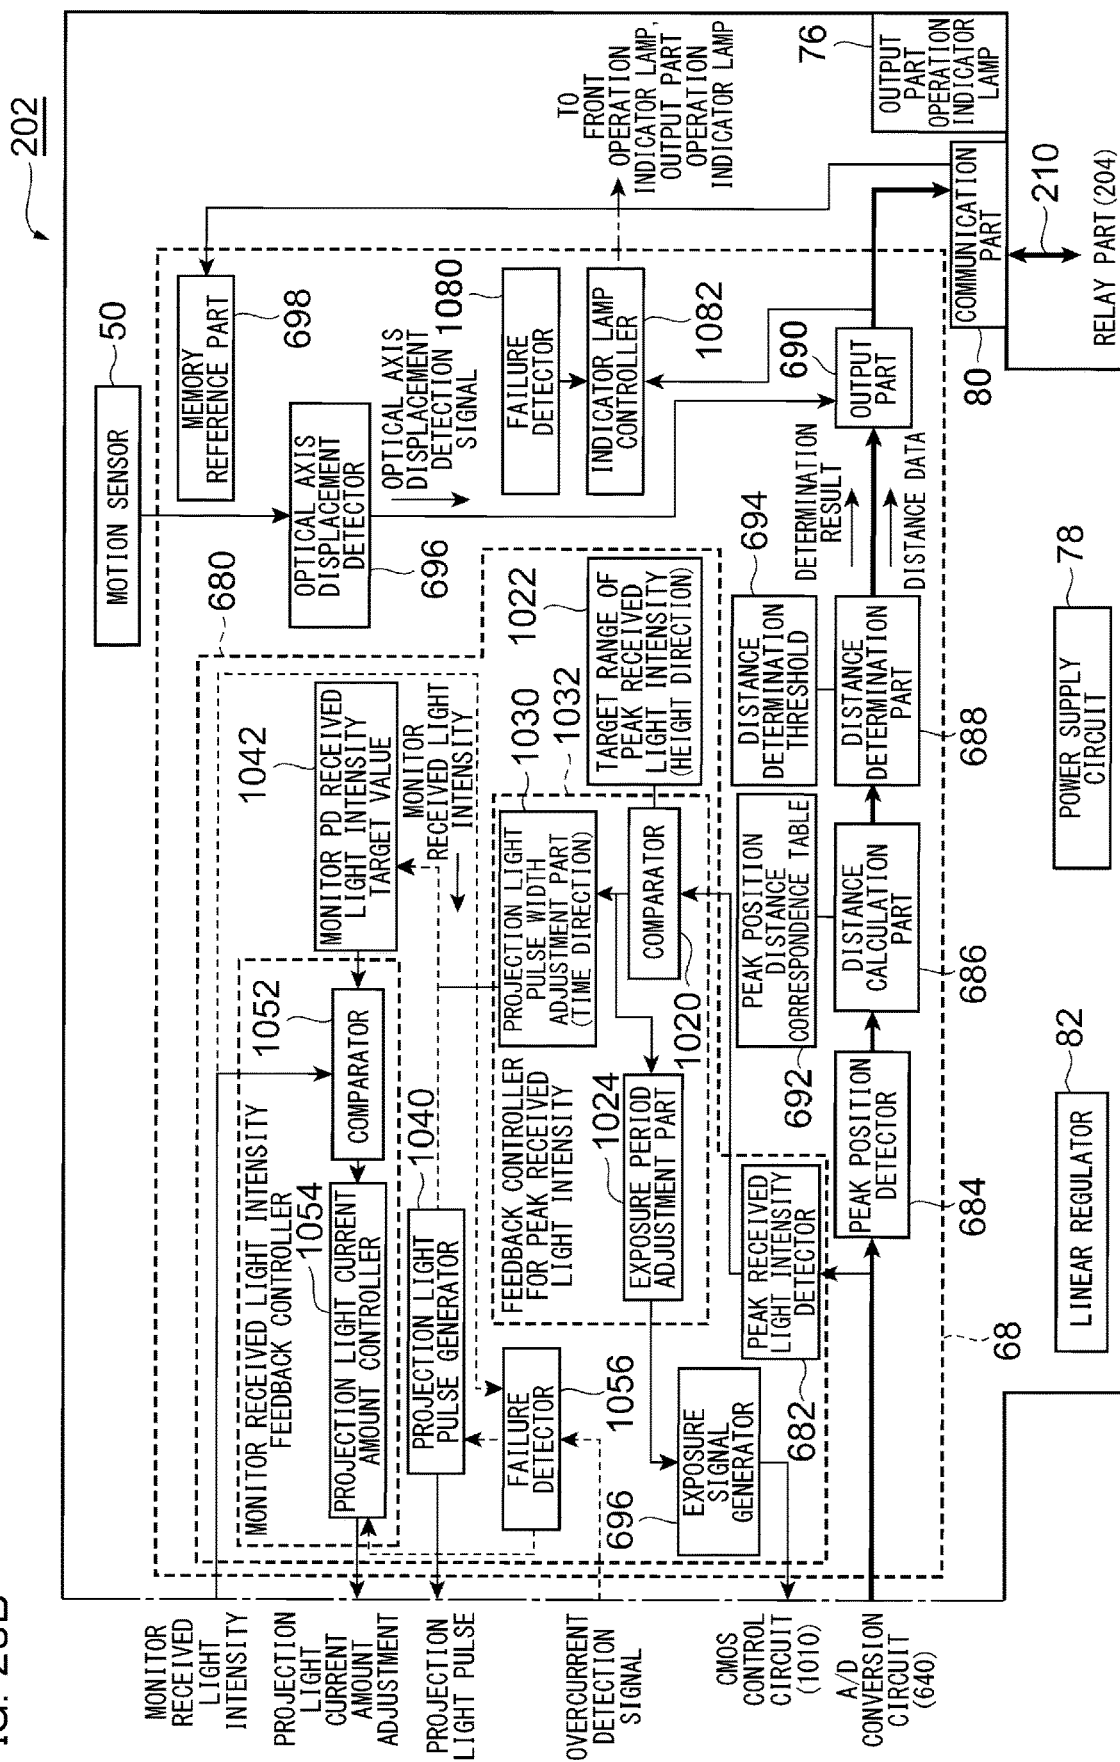 202
MOTION SENSOR
50
MEMORY
REFERENCE PART
698
680
OPTICAL AXIS
DISPLACEMENT
DETECTOR
696
OPTICAL AXIS
DISPLACEMENT
DETECTION
SIGNAL
1080
FAILURE
DETECTOR
INDICATOR LAMP
CONTROLLER
1082
TO
FRONT
OPERATION
INDICATOR LAMP,
OUTPUT PART
OPERATION
INDICATOR LAMP
76
OUTPUT
PART
OPERATION
INDICATOR
LAMP
COMMUNICATION
PART
80
210
RELAY PART(204)
690
OUTPUT
PART
MONITOR
RECEIVED
LIGHT
INTENSITY
MONITOR RECEIVED LIGHT INTENSITY
FEEDBACK CONTROLLER
1054
PROJECTION LIGHT CURRENT
AMOUNT CONTROLLER
1052
COMPARATOR
1042
MONITOR PD RECEIVED
LIGHT INTENSITY
TARGET VALUE
MONITOR
RECEIVED LIGHT
INTENSITY
PROJECTION
LIGHT
CURRENT
AMOUNT
ADJUSTMENT
PROJECTION
LIGHT PULSE
1040
PROJECTION LIGHT
PULSE GENERATOR
FAILURE
DETECTOR
1056
OVERCURRENT
DETECTION
SIGNAL
FEEDBACK CONTROLLER
FOR PEAK RECEIVED
LIGHT INTENSITY
1030
1032
PROJECTION LIGHT
PULSE WIDTH
ADJUSTMENT PART
(TIME DIRECTION)
1022
TARGET RANGE OF
PEAK RECEIVED
LIGHT INTENSITY
(HEIGHT DIRECTION)
COMPARATOR
1020
1024
EXPOSURE PERIOD
ADJUSTMENT PART
696
EXPOSURE
SIGNAL
GENERATOR
CMOS
CONTROL
CIRCUIT
(1010)
682
PEAK RECEIVED
LIGHT INTENSITY
DETECTOR
692
PEAK POSITION
DISTANCE
CORRESPONDENCE TABLE
694
DISTANCE
DETERMINATION
THRESHOLD
DETERMINATION
RESULT
DISTANCE DATA
A/D
CONVERSION
CIRCUIT
(640)
PEAK POSITION
DETECTOR
684
DISTANCE
CALCULATION
PART
686
DISTANCE
DETERMINATION
PART
688
68
LINEAR REGULATOR
82
POWER SUPPLY
CIRCUIT
78